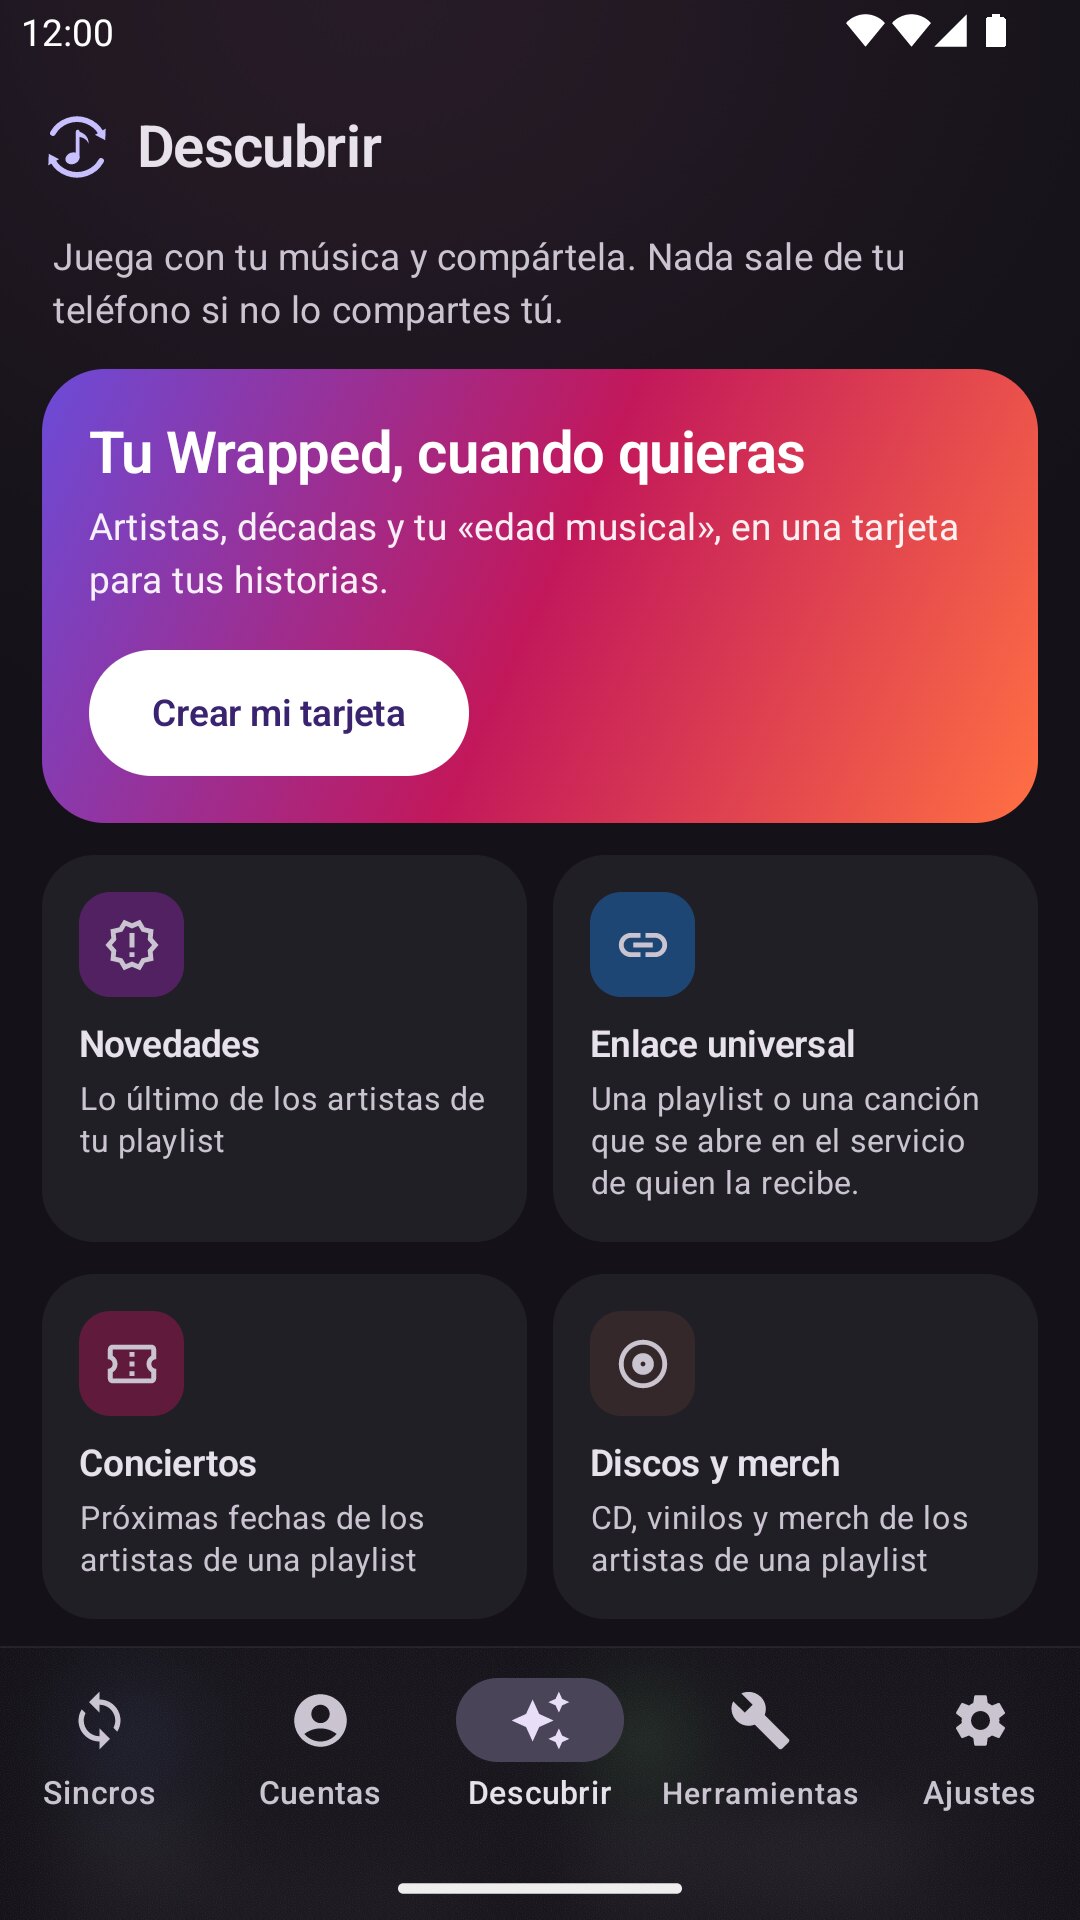 12:00
Descubrir
Juega con tu música y compártela. Nada sale de tu
teléfono si no lo compartes tú.
Tu Wrapped, cuando quieras
Artistas, décadas y tu «edad musical», en una tarjeta
para tus historias.
Crear mi tarjeta
Novedades
Lo último de los artistas de
tu playlist
Enlace universal
Una playlist o una canción
que se abre en el servicio
de quien la recibe.
Conciertos
Próximas fechas de los
artistas de una playlist
Discos y merch
CD, vinilos y merch de los
artistas de una playlist
Sincros
Cuentas
Descubrir
Herramientas
Ajustes